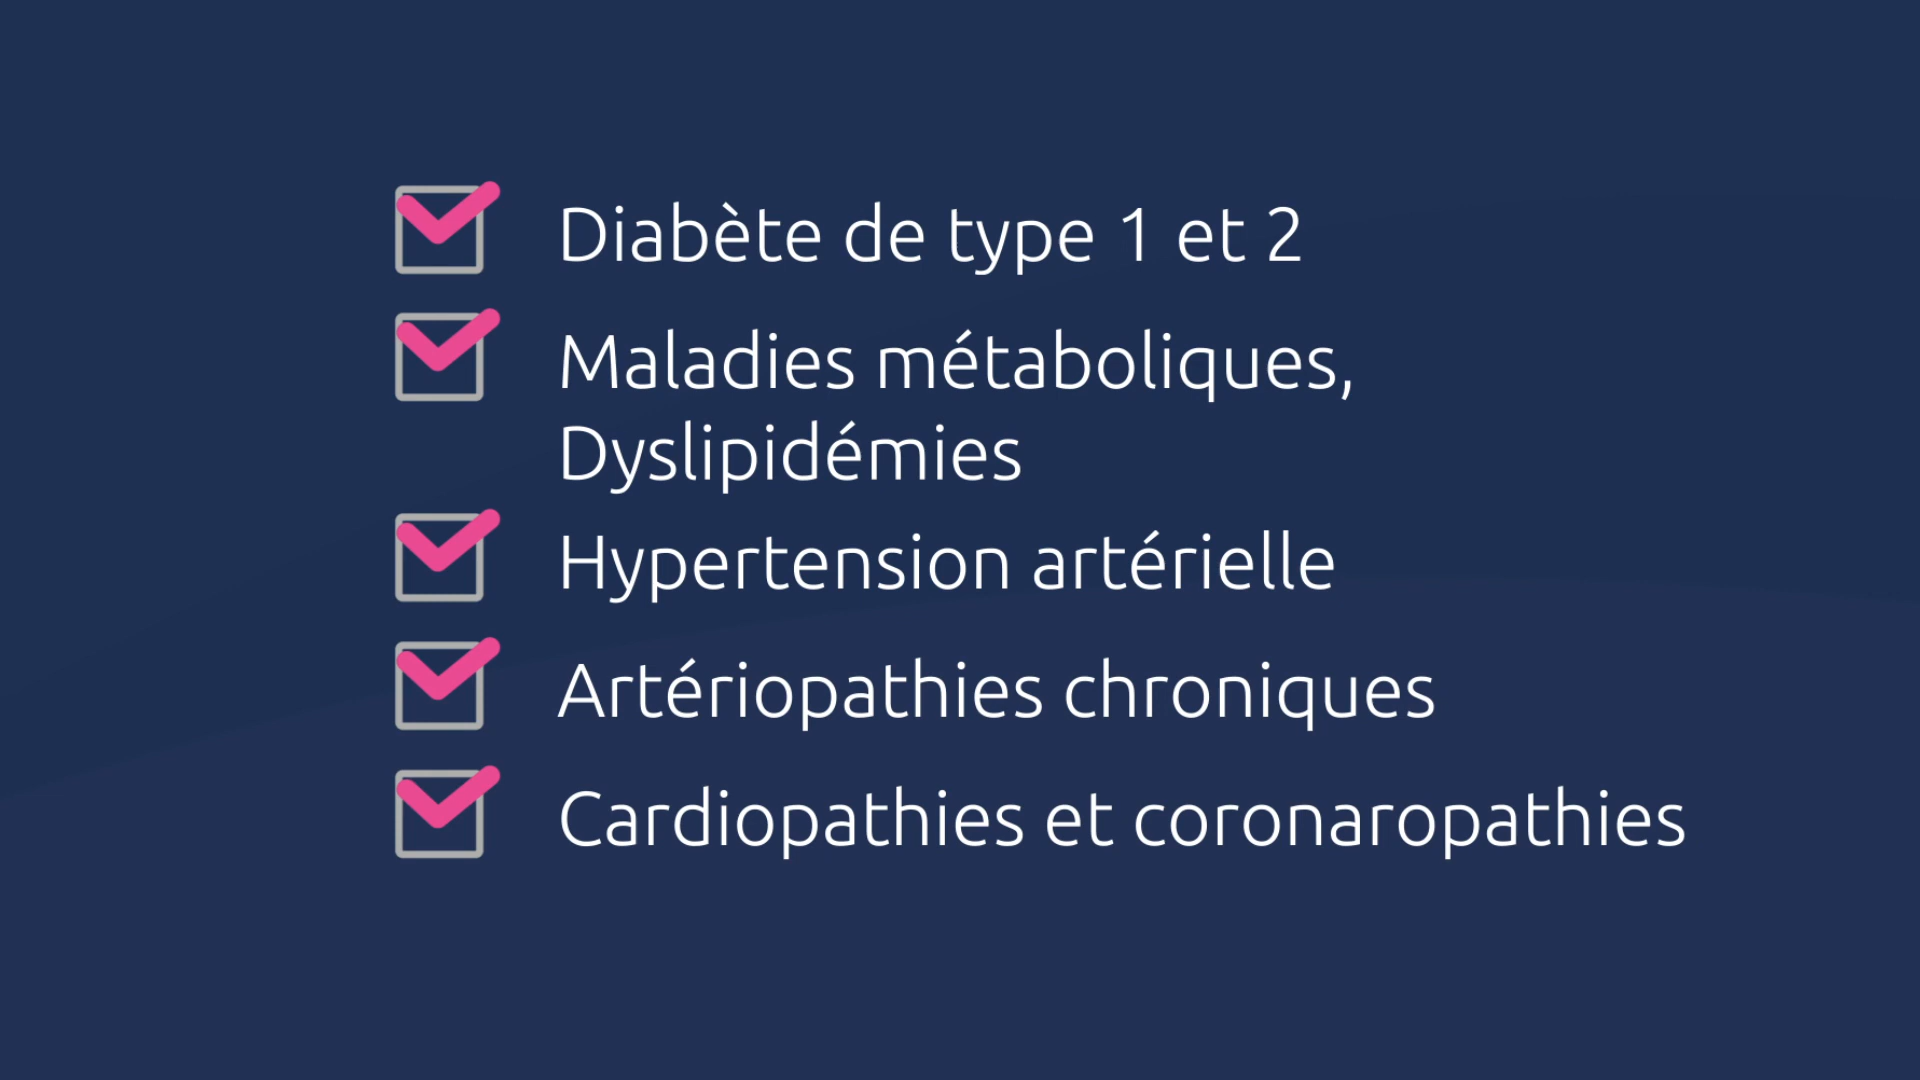 Diabète de type 1 et 2
Maladies métaboliques,
Dyslipidémies
Hypertension artérielle
Artériopathies chroniques
Cardiopathies et coronaropathies